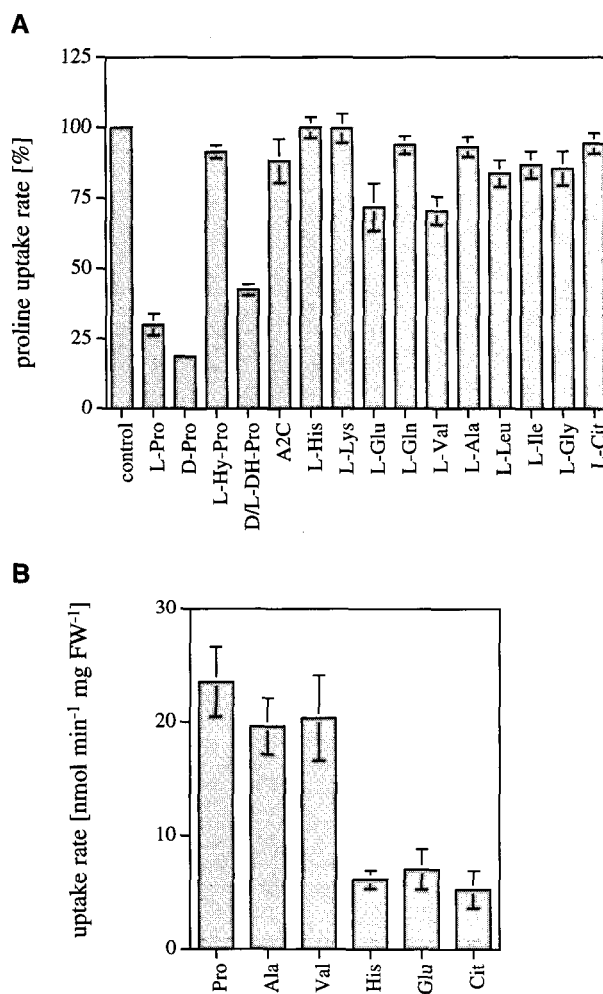 A
proline uptake rate [%]
125
100
75
50
25
0
control
L-Pro
D-Pro
L-Hy-Pro
D/L-DH-Pro
A2C
L-His
L-Lys
L-Glu
L-Gln
L-Val
L-Ala
L-Leu
L-Ile
L-Gly
L-Cit
B
uptake rate [nmol min⁻¹ mg FW⁻¹]
30
20
10
0
Pro
Ala
Val
His
Glu
Cit